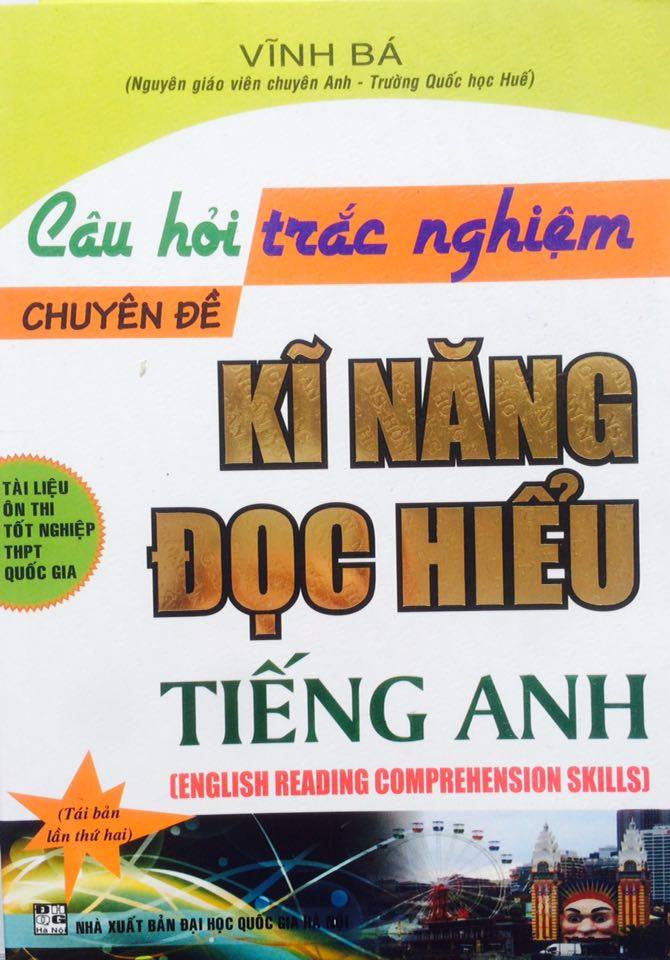 VĨNH BÁ
(Nguyên giáo viên chuyên Anh - Trường Quốc học Huế)
Câu hỏi trắc nghiệm
CHUYÊN ĐỀ
KĨ NĂNG
ĐỌC HIỂU
TÀI LIỆU
ÔN THI
TỐT NGHIỆP
THPT
QUỐC GIA
TIẾNG ANH
(ENGLISH READING COMPREHENSION SKILLS)
(Tái bản
lần thứ hai)
Hà Nội
NHÀ XUẤT BẢN ĐẠI HỌC QUỐC GIA HÀ NỘI